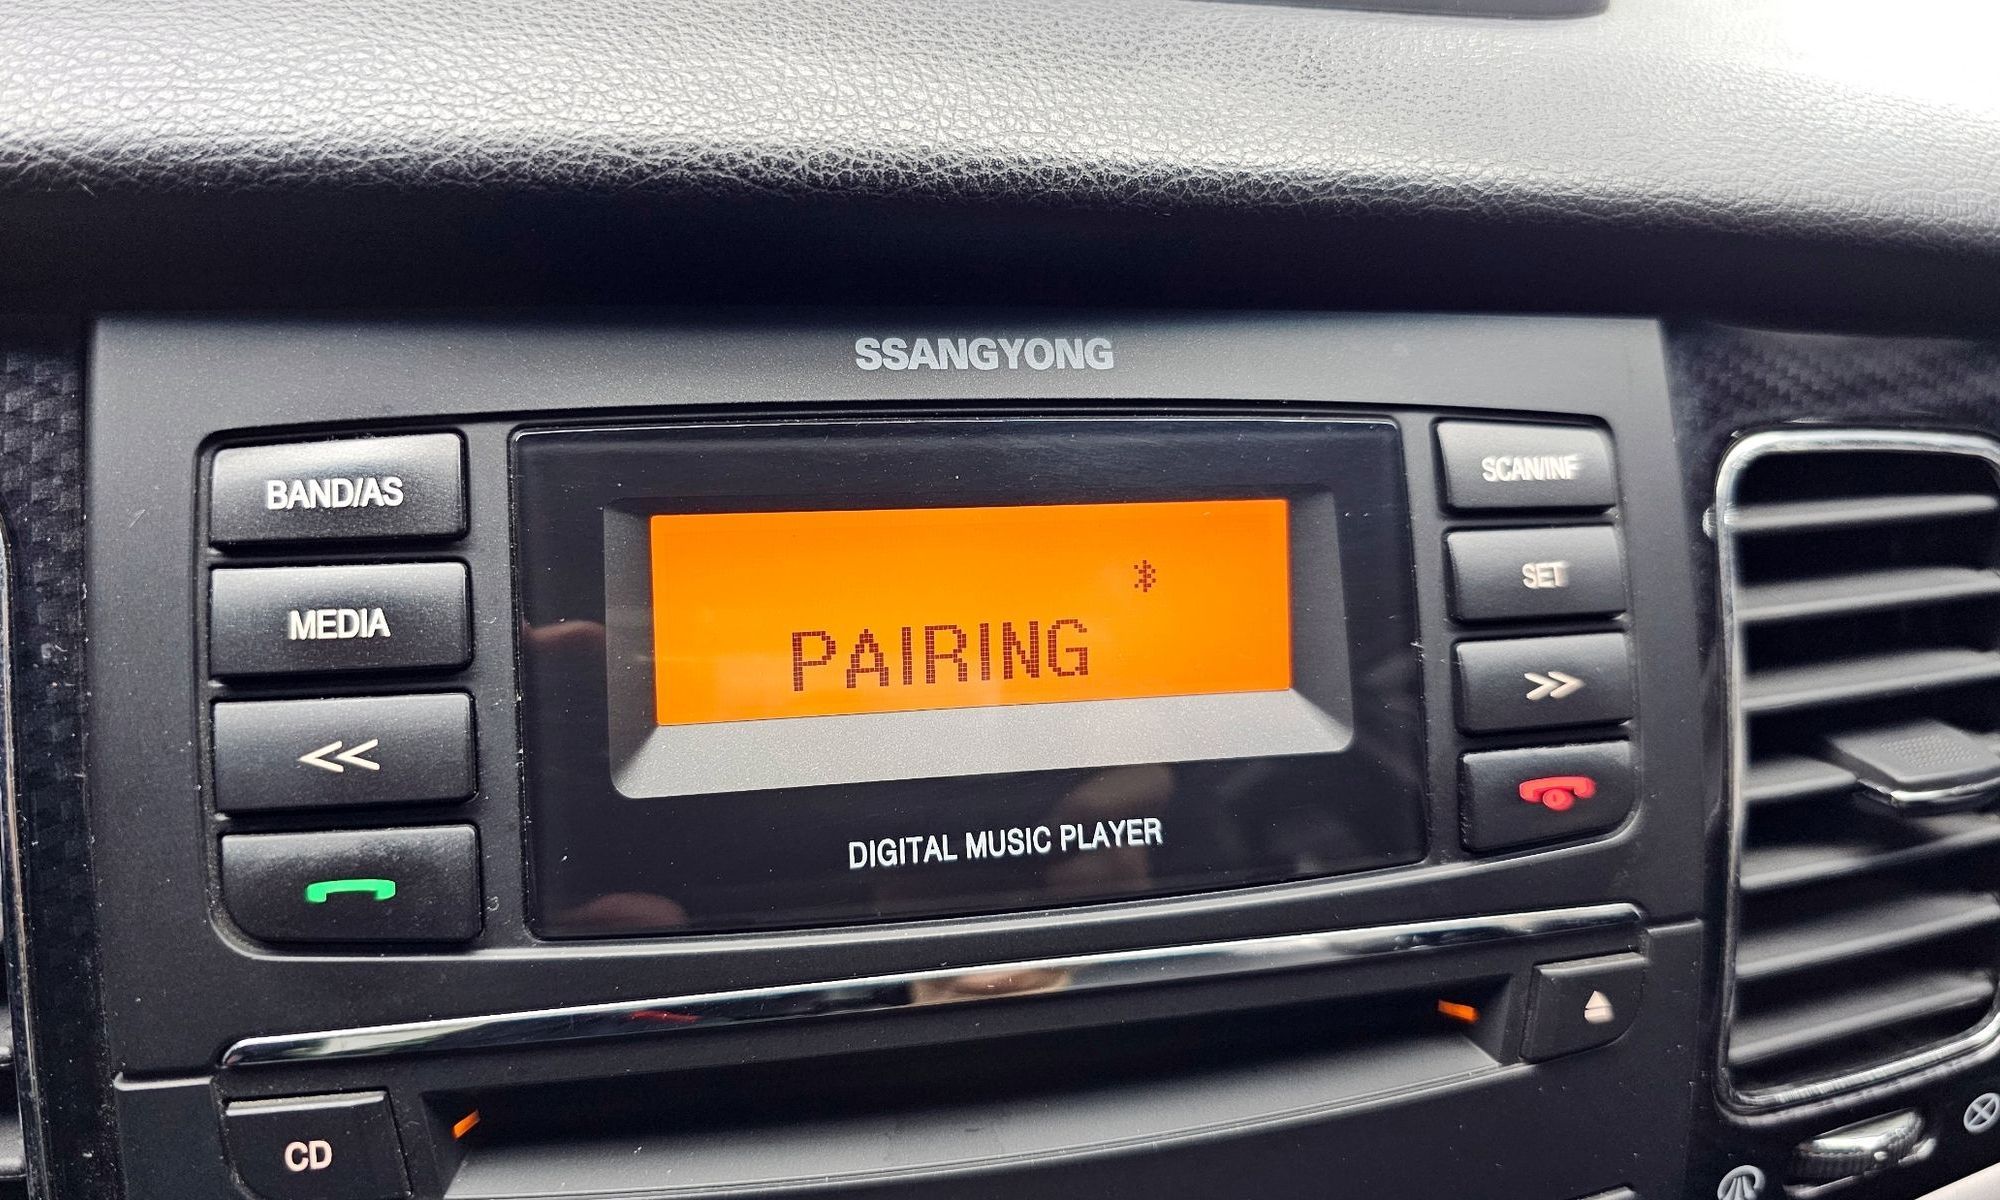 SSANGYONG
BAND/AS
SCAN/INF
MEDIA
SET
PAIRING
DIGITAL MUSIC PLAYER
CD